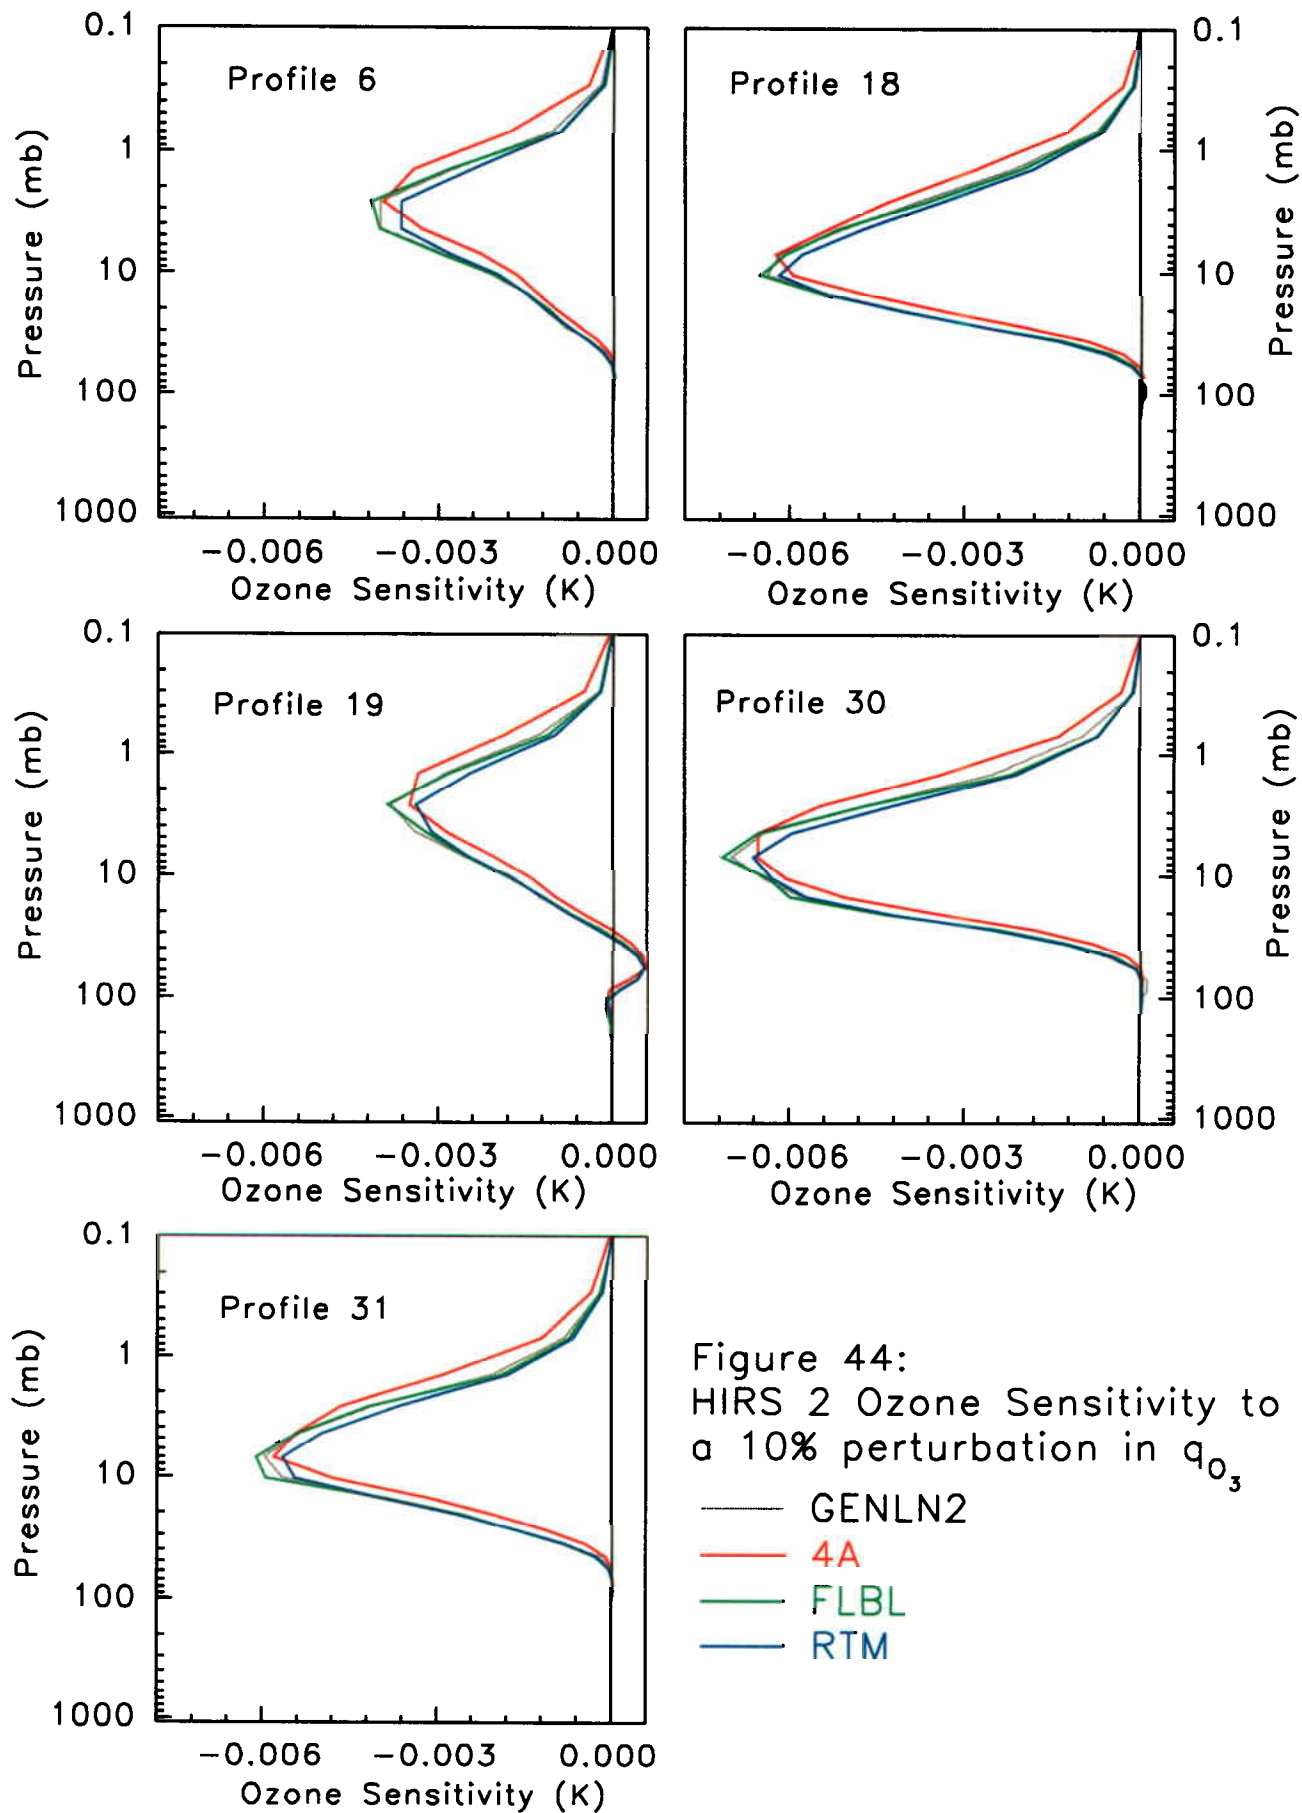 0.1
1
10
100
1000
Pressure (mb)
Profile 6
−0.006 −0.003 0.000
Ozone Sensitivity (K)
Profile 18
0.1
1
10
100
1000
Pressure (mb)
−0.006 −0.003 0.000
Ozone Sensitivity (K)
0.1
1
10
100
1000
Pressure (mb)
Profile 19
−0.006 −0.003 0.000
Ozone Sensitivity (K)
Profile 30
0.1
1
10
100
1000
Pressure (mb)
−0.006 −0.003 0.000
Ozone Sensitivity (K)
0.1
1
10
100
1000
Pressure (mb)
Profile 31
−0.006 −0.003 0.000
Ozone Sensitivity (K)
Figure 44:
HIRS 2 Ozone Sensitivity to
a 10% perturbation in qO3
GENLN2
4A
FLBL
RTM